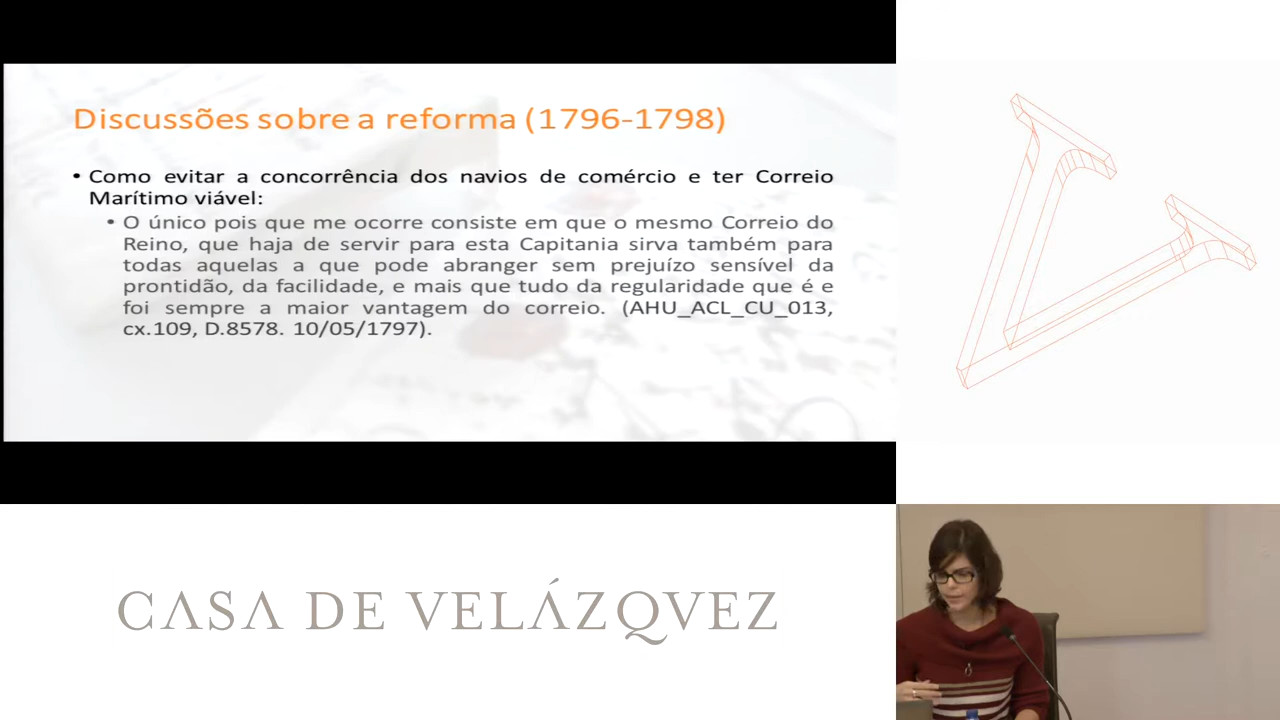 Discussões sobre a reforma (1796-1798)
• Como evitar a concorrência dos navios de comércio e ter Correio
Marítimo viável:
• O único pois que me ocorre consiste em que o mesmo Correio do
Reino, que haja de servir para esta Capitania sirva também para
todas aquelas a que pode abranger sem prejuízo sensível da
prontidão, da facilidade, e mais que tudo da regularidade que é e
foi sempre a maior vantagem do correio. (AHU_ACL_CU_013,
cx.109, D.8578. 10/05/1797).
CASA DE VELÁZQVEZ